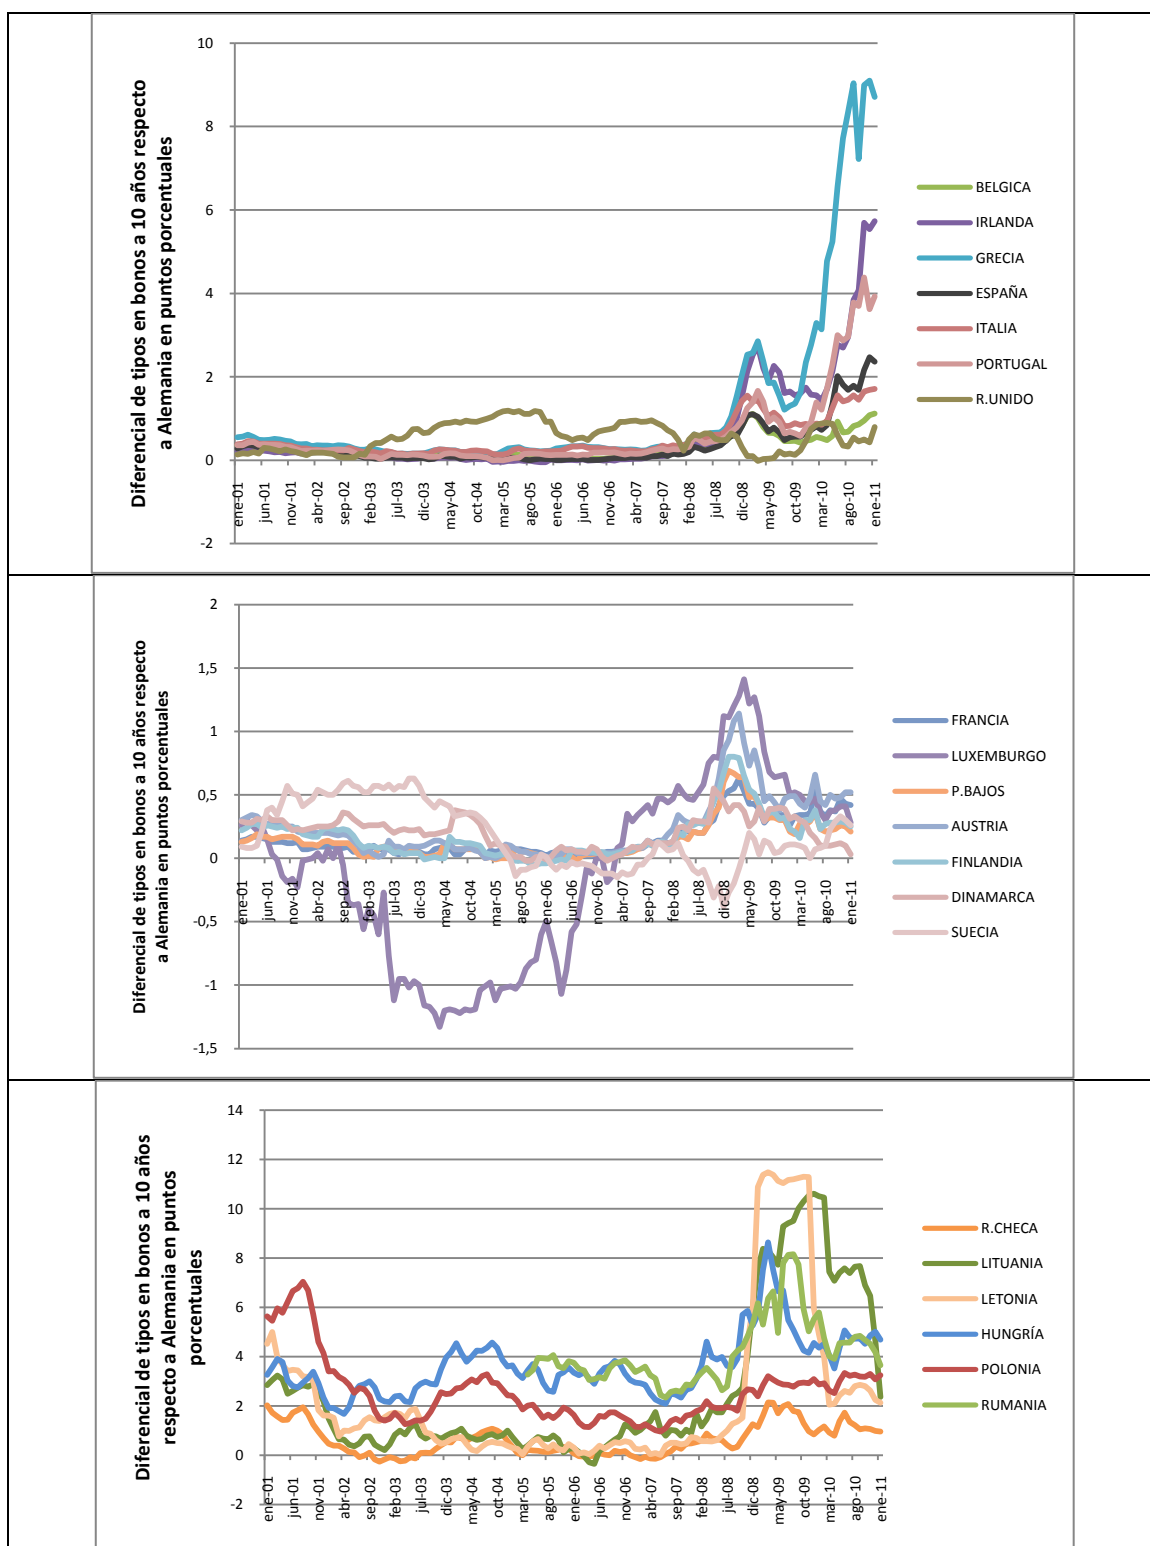 Diferencial de tipos en bonos a 10 años respecto
a Alemania en puntos porcentuales
10
8
6
4
2
0
-2
ene-01
jun-01
nov-01
abr-02
sep-02
feb-03
jul-03
dic-03
may-04
oct-04
mar-05
ago-05
ene-06
jun-06
nov-06
abr-07
sep-07
feb-08
jul-08
dic-08
may-09
oct-09
mar-10
ago-10
ene-11
BELGICA
IRLANDA
GRECIA
ESPAÑA
ITALIA
PORTUGAL
R.UNIDO
Diferencial de tipos en bonos a 10 años respecto
a Alemania en puntos porcentuales
2
1,5
1
0,5
0
-0,5
-1
-1,5
ene-01
jun-01
nov-01
abr-02
sep-02
feb-03
jul-03
dic-03
may-04
oct-04
mar-05
ago-05
ene-06
jun-06
nov-06
abr-07
sep-07
feb-08
jul-08
dic-08
may-09
oct-09
mar-10
ago-10
ene-11
FRANCIA
LUXEMBURGO
P.BAJOS
AUSTRIA
FINLANDIA
DINAMARCA
SUECIA
Diferencial de tipos en bonos a 10 años
respecto a Alemania en puntos
porcentuales
14
12
10
8
6
4
2
0
-2
ene-01
jun-01
nov-01
abr-02
sep-02
feb-03
jul-03
dic-03
may-04
oct-04
mar-05
ago-05
ene-06
jun-06
nov-06
abr-07
sep-07
feb-08
jul-08
dic-08
may-09
oct-09
mar-10
ago-10
ene-11
R.CHECA
LITUANIA
LETONIA
HUNGRÍA
POLONIA
RUMANIA